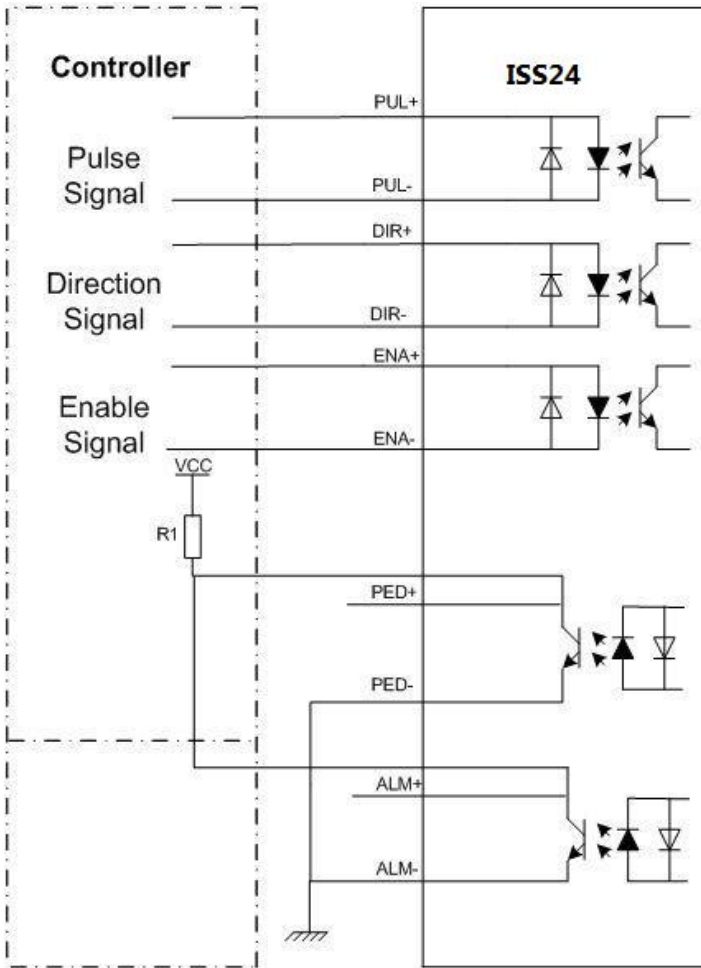 Controller
ISS24
PUL+
Pulse
Signal
PUL-
DIR+
Direction
Signal
DIR-
ENA+
Enable
Signal
ENA-
VCC
R1
PED+
PED-
ALM+
ALM-